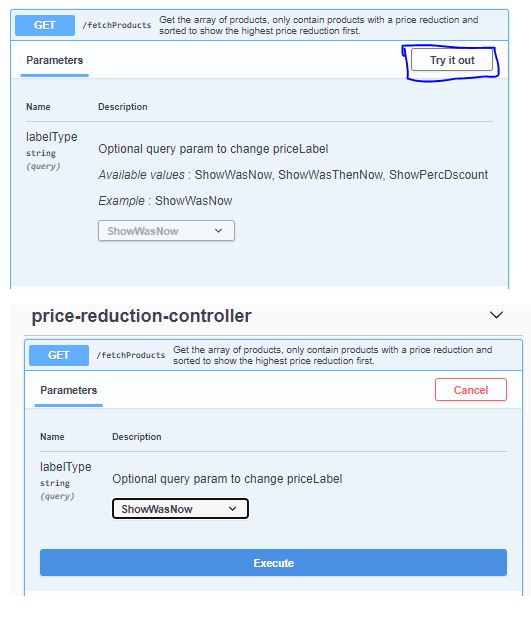 GET /fetchProducts Get the array of products, only contain products with a price reduction and
sorted to show the highest price reduction first.
Parameters Try it out
Name Description
labelType
string
(query)
Optional query param to change priceLabel
Available values : ShowWasNow, ShowWasThenNow, ShowPercDscount
Example : ShowWasNow
ShowWasNow
price-reduction-controller
GET /fetchProducts Get the array of products, only contain products with a price reduction and
sorted to show the highest price reduction first.
Parameters Cancel
Name Description
labelType
string
(query)
Optional query param to change priceLabel
ShowWasNow
Execute